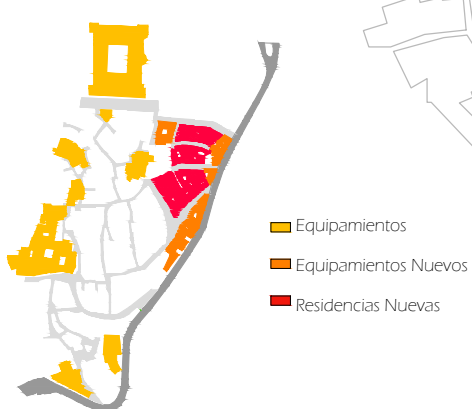 Equipamientos
Equipamientos Nuevos
Residencias Nuevas